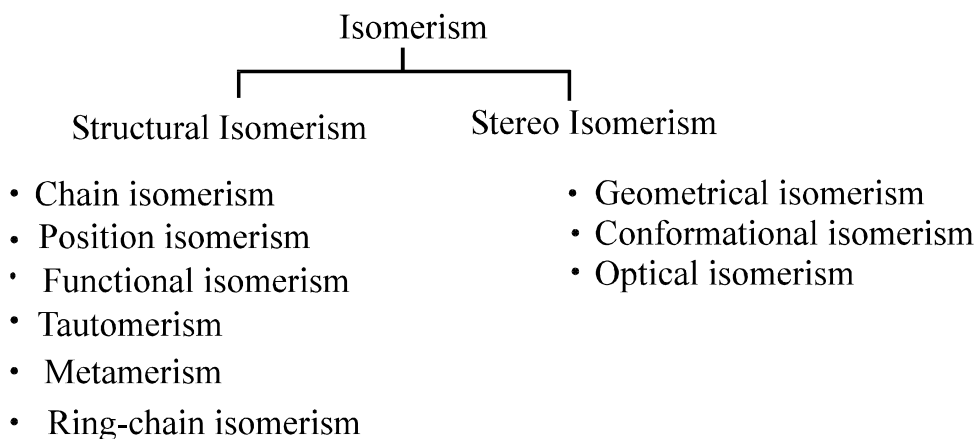 Isomerism
Structural Isomerism
Stereo Isomerism
• Chain isomerism
• Position isomerism
• Functional isomerism
• Tautomerism
• Metamerism
• Ring-chain isomerism
• Geometrical isomerism
• Conformational isomerism
• Optical isomerism